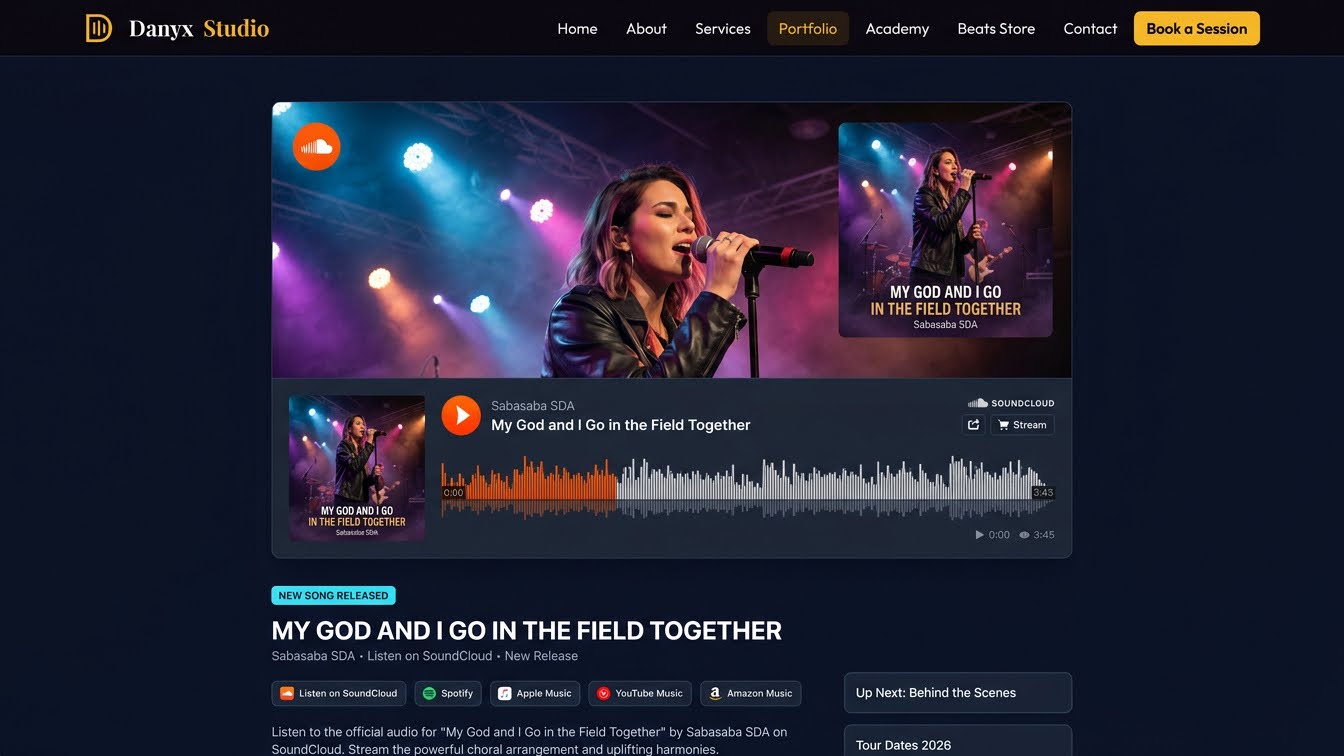 Danyx Studio
Home
About
Services
Portfolio
Academy
Beats Store
Contact
Book a Session
MY GOD AND I GO
IN THE FIELD TOGETHER
Sabasaba SDA
MY GOD AND I GO
IN THE FIELD TOGETHER
Sabasaba SDA
Sabasaba SDA
My God and I Go in the Field Together
SOUNDCLOUD
Stream
0:00
3:45
0:00
3:45
NEW SONG RELEASED
MY GOD AND I GO IN THE FIELD TOGETHER
Sabasaba SDA • Listen on SoundCloud • New Release
Listen on SoundCloud
Spotify
Apple Music
YouTube Music
Amazon Music
Listen to the official audio for "My God and I Go in the Field Together" by Sabasaba SDA on
SoundCloud. Stream the powerful choral arrangement and uplifting harmonies.
Up Next: Behind the Scenes
Tour Dates 2026